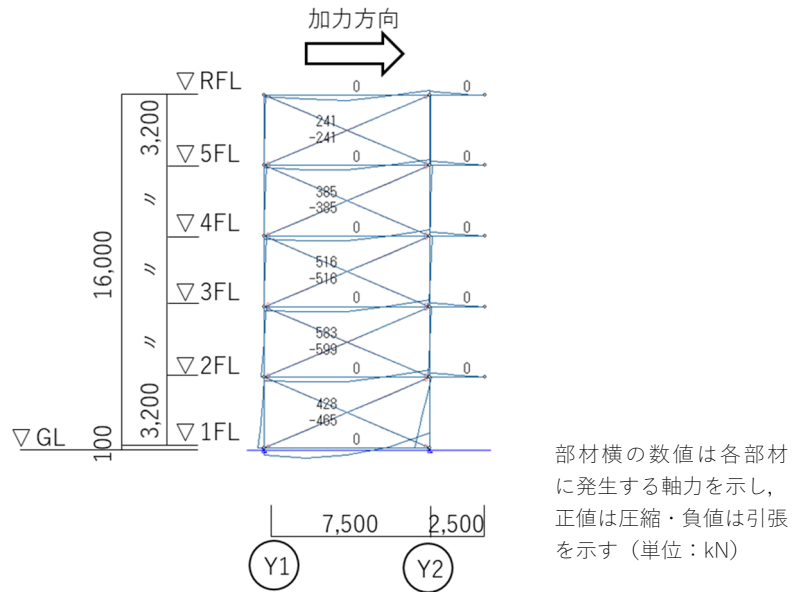 加力方向
▽ RFL
0
0
3,200
241
-241
▽ 5FL
0
0
〃
385
-385
▽ 4FL
0
0
16,000
〃
516
-516
▽ 3FL
0
0
〃
583
-599
▽ 2FL
0
0
3,200
428
-465
▽ 1FL
0
▽ GL
100
部材横の数値は各部材
に発生する軸力を示し,
正値は圧縮・負値は引張
を示す（単位：kN）
7,500
2,500
Y1
Y2